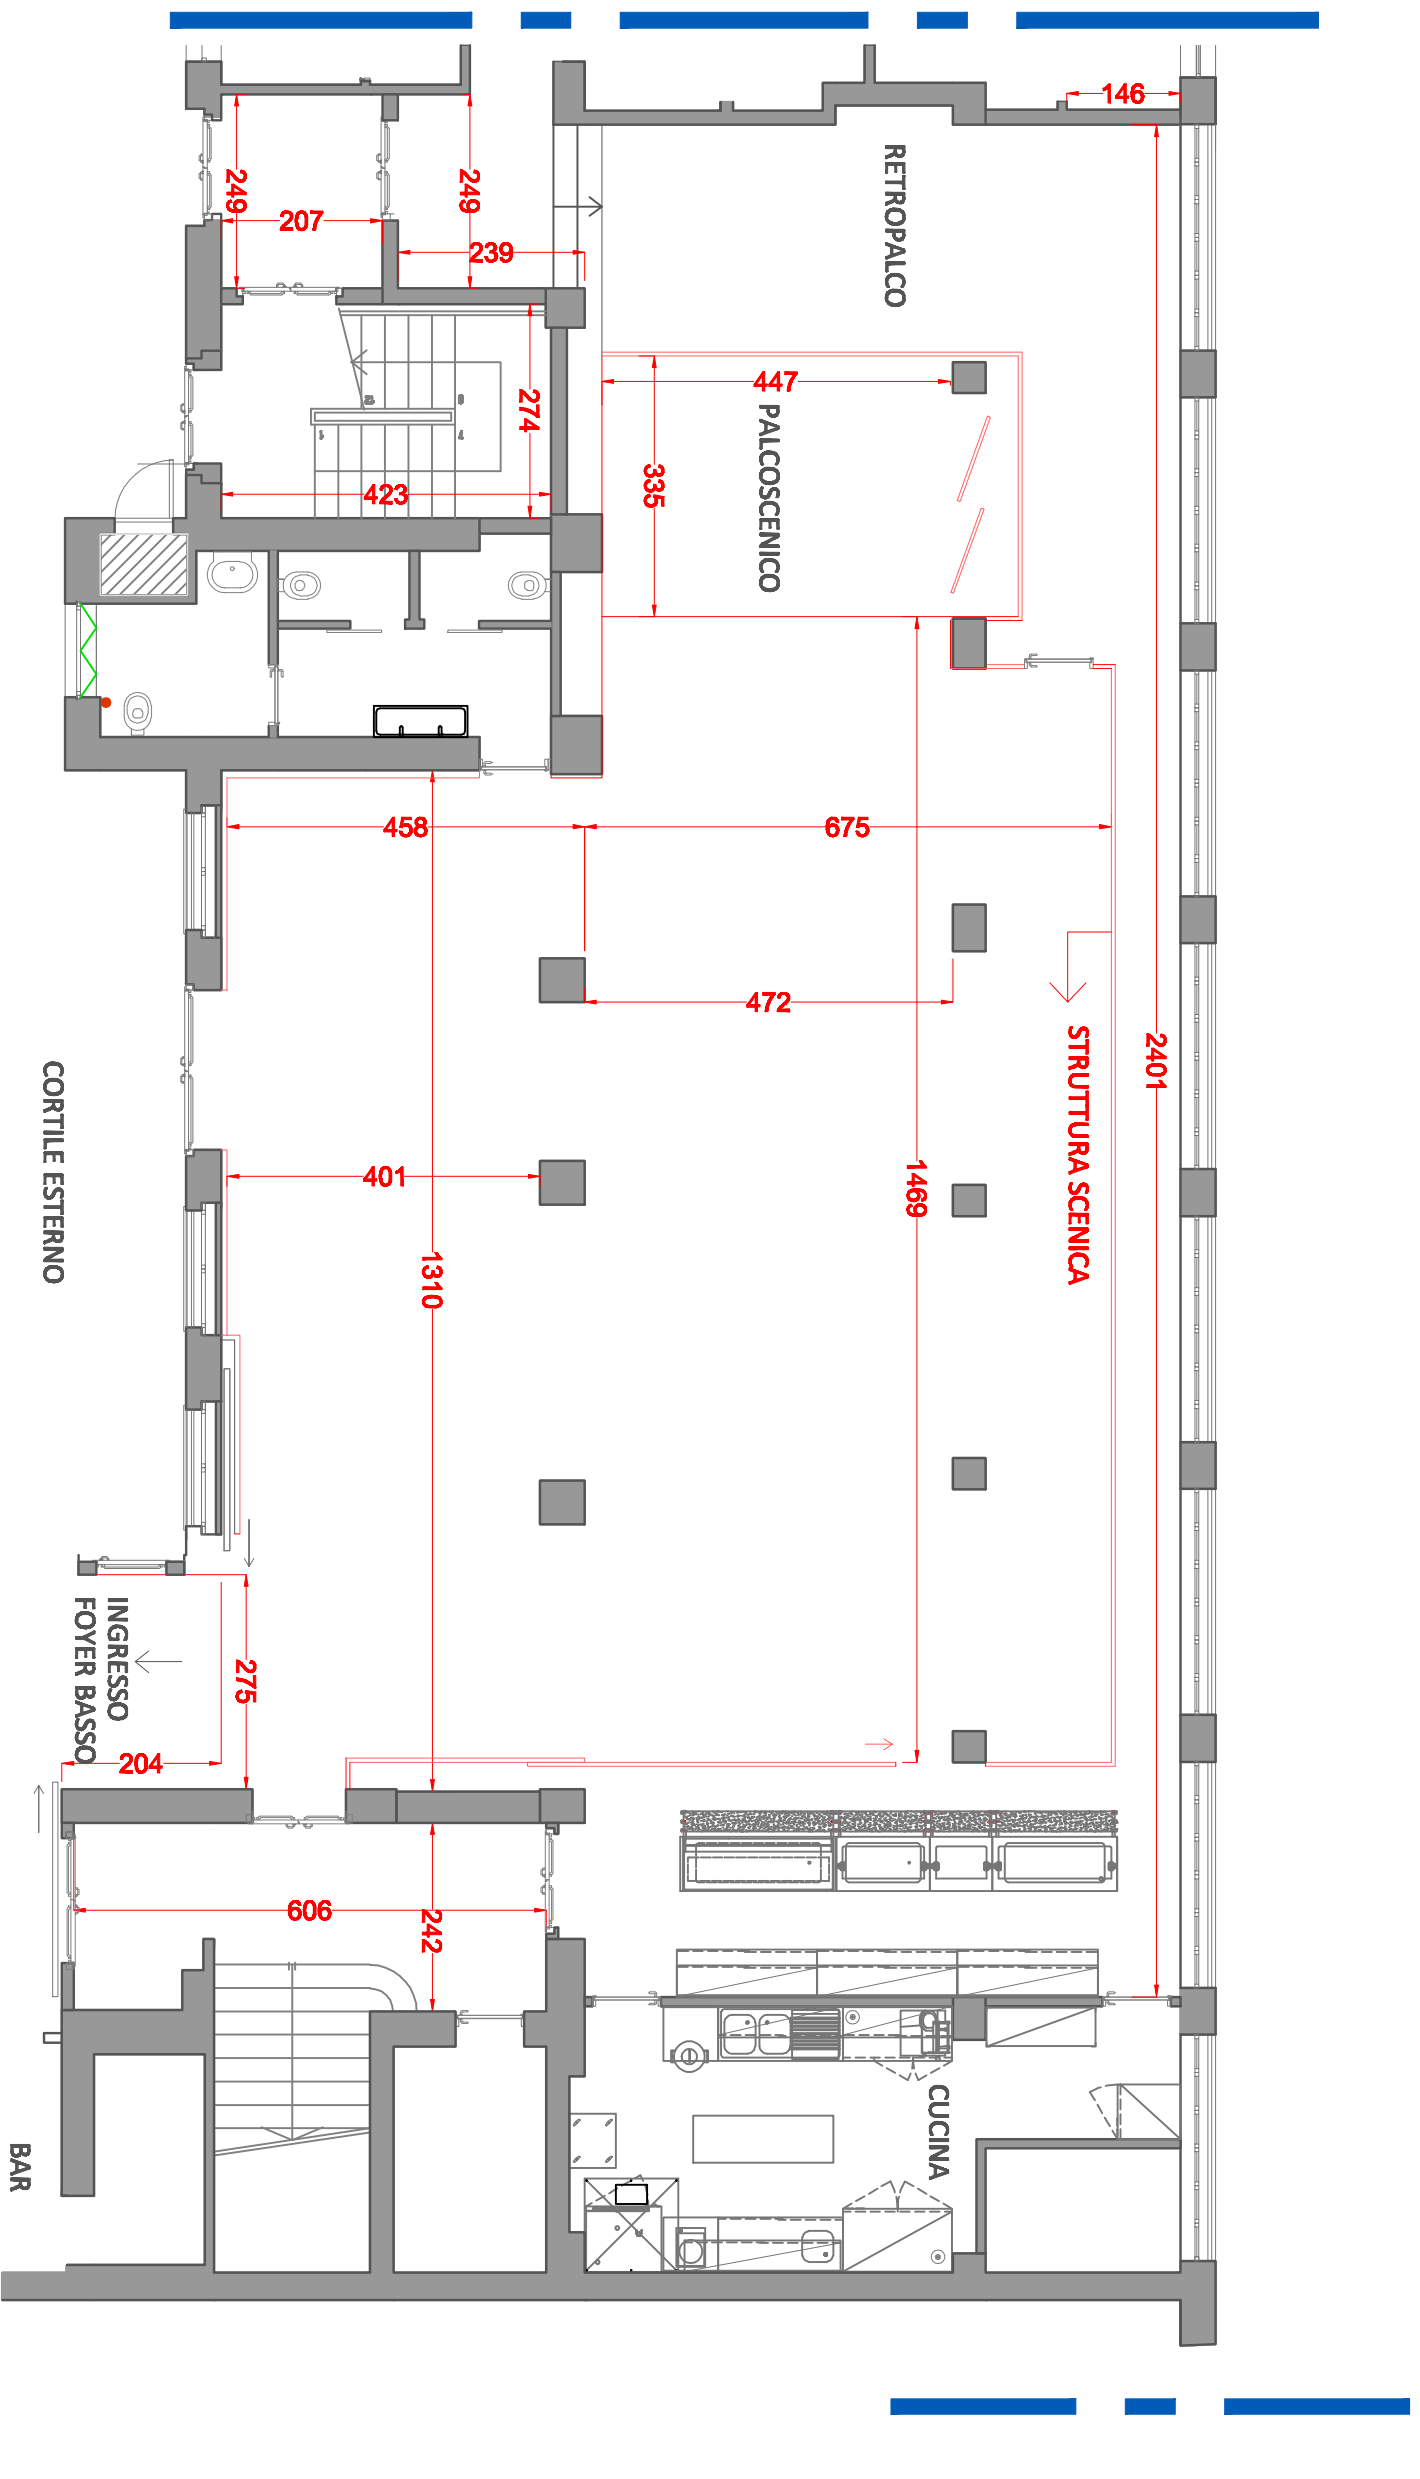 146
249
249
207
239
RETROPALCO
274
447
PALCOSCENICO
335
423
458
675
472
2401
STRUTTURA SCENICA
CORTILE ESTERNO
401
1469
1310
INGRESSO
FOYER BASSO
275
204
606
242
CUCINA
BAR